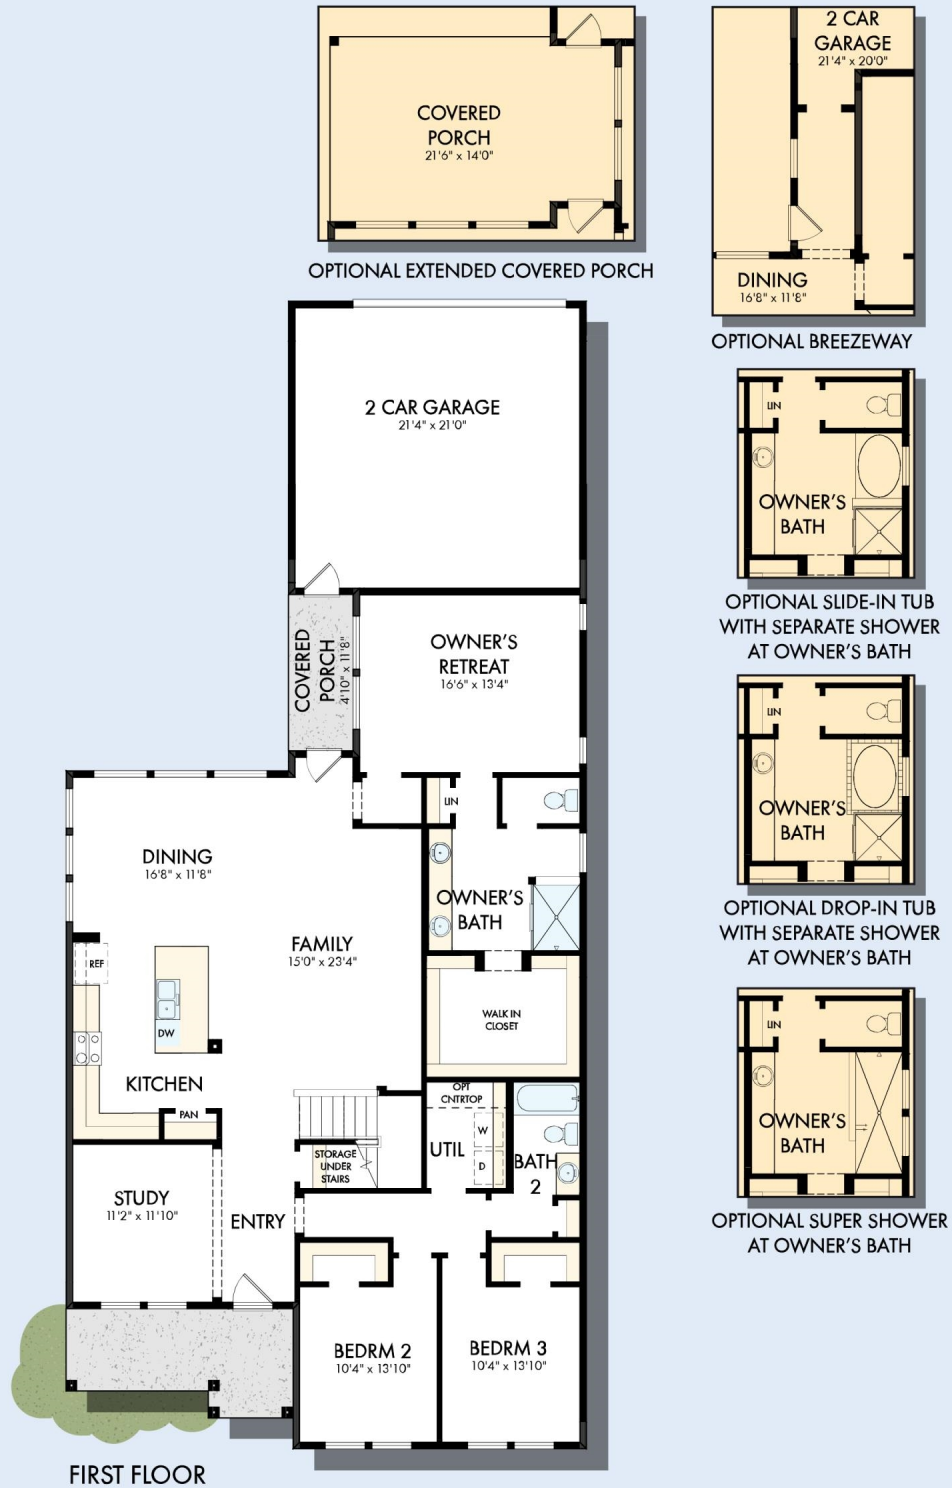 COVERED
PORCH
21'6" x 14'0"
OPTIONAL EXTENDED COVERED PORCH
2 CAR
GARAGE
21'4" x 20'0"
DINING
16'8" x 11'8"
OPTIONAL BREEZEWAY
2 CAR GARAGE
21'4" x 21'0"
COVERED
PORCH
4'10" x 11'8"
OWNER'S
RETREAT
16'6" x 13'4"
LIN
DINING
16'8" x 11'8"
OWNER'S
BATH
FAMILY
15'0" x 23'4"
REF
DW
WALK IN
CLOSET
KITCHEN
PAN
OPT
CNTRTOP
W
D
UTIL
BATH
2
STORAGE
UNDER
STAIRS
STUDY
11'2" x 11'10"
ENTRY
BEDRM 2
10'4" x 13'10"
BEDRM 3
10'4" x 13'10"
FIRST FLOOR
LIN
OWNER'S
BATH
OPTIONAL SLIDE-IN TUB
WITH SEPARATE SHOWER
AT OWNER'S BATH
LIN
OWNER'S
BATH
OPTIONAL DROP-IN TUB
WITH SEPARATE SHOWER
AT OWNER'S BATH
LIN
OWNER'S
BATH
OPTIONAL SUPER SHOWER
AT OWNER'S BATH